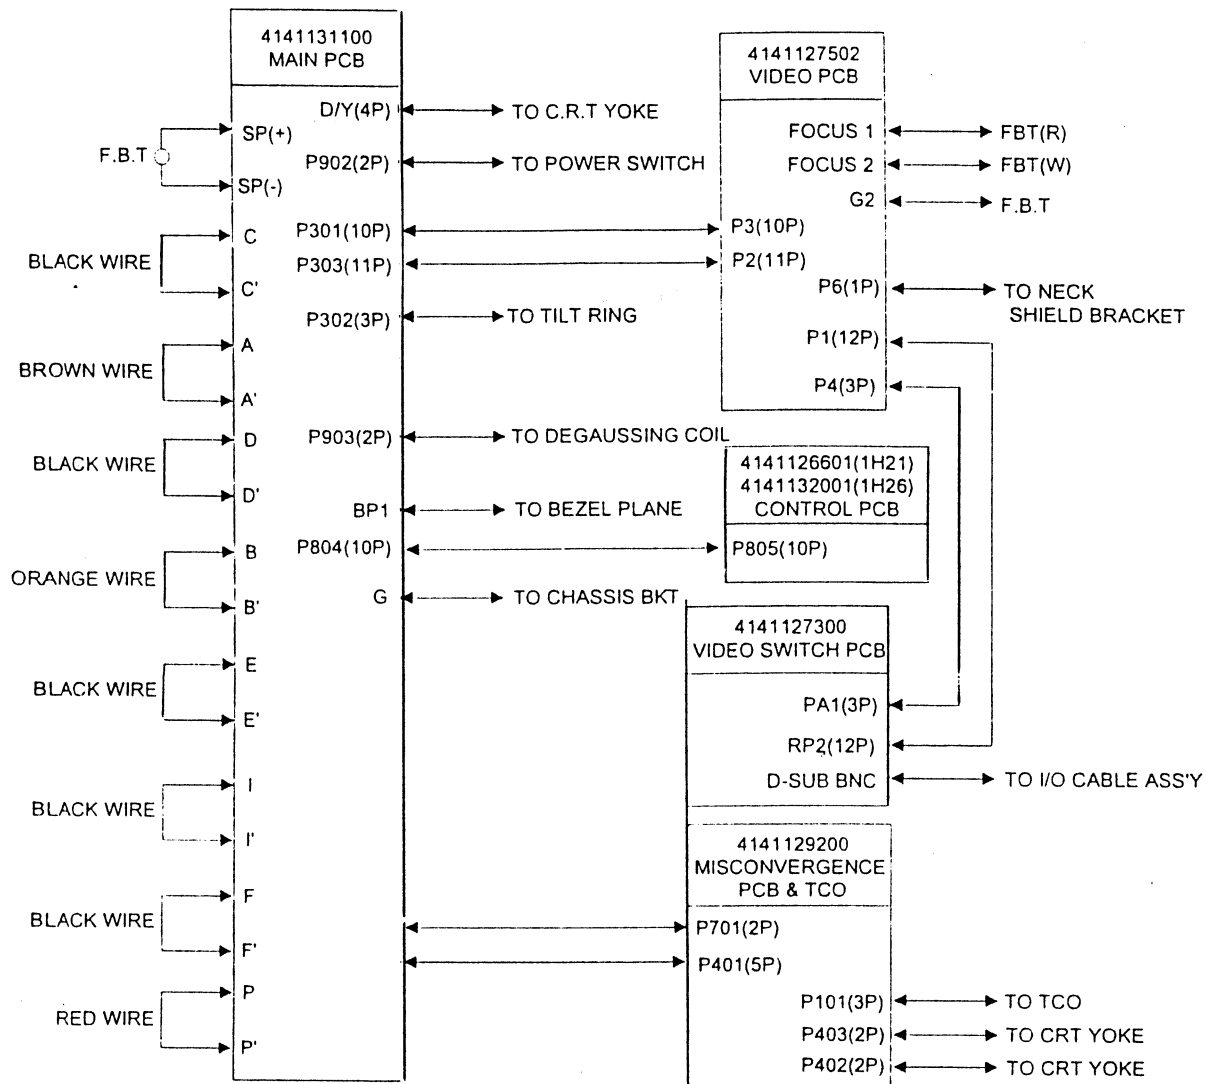 4141131100
MAIN PCB
4141127502
VIDEO PCB
D/Y(4P)
TO C.R.T YOKE
SP(+)
F.B.T
SP(-)
P902(2P)
TO POWER SWITCH
FOCUS 1
FBT(R)
FOCUS 2
FBT(W)
G2
F.B.T
C
BLACK WIRE
C'
P301(10P)
P3(10P)
P303(11P)
P2(11P)
P6(1P)
TO NECK
SHIELD BRACKET
P302(3P)
TO TILT RING
P1(12P)
A
BROWN WIRE
A'
P4(3P)
D
BLACK WIRE
D'
P903(2P)
TO DEGAUSSING COIL
4141126601(1H21)
4141132001(1H26)
CONTROL PCB
BP1
TO BEZEL PLANE
B
ORANGE WIRE
B'
P804(10P)
P805(10P)
G
TO CHASSIS BKT
4141127300
VIDEO SWITCH PCB
E
BLACK WIRE
E'
PA1(3P)
RP2(12P)
D-SUB BNC
TO I/O CABLE ASS'Y
I
BLACK WIRE
I'
4141129200
MISCONVERGENCE
PCB & TCO
F
BLACK WIRE
F'
P701(2P)
P401(5P)
P
RED WIRE
P'
P101(3P)
TO TCO
P403(2P)
TO CRT YOKE
P402(2P)
TO CRT YOKE